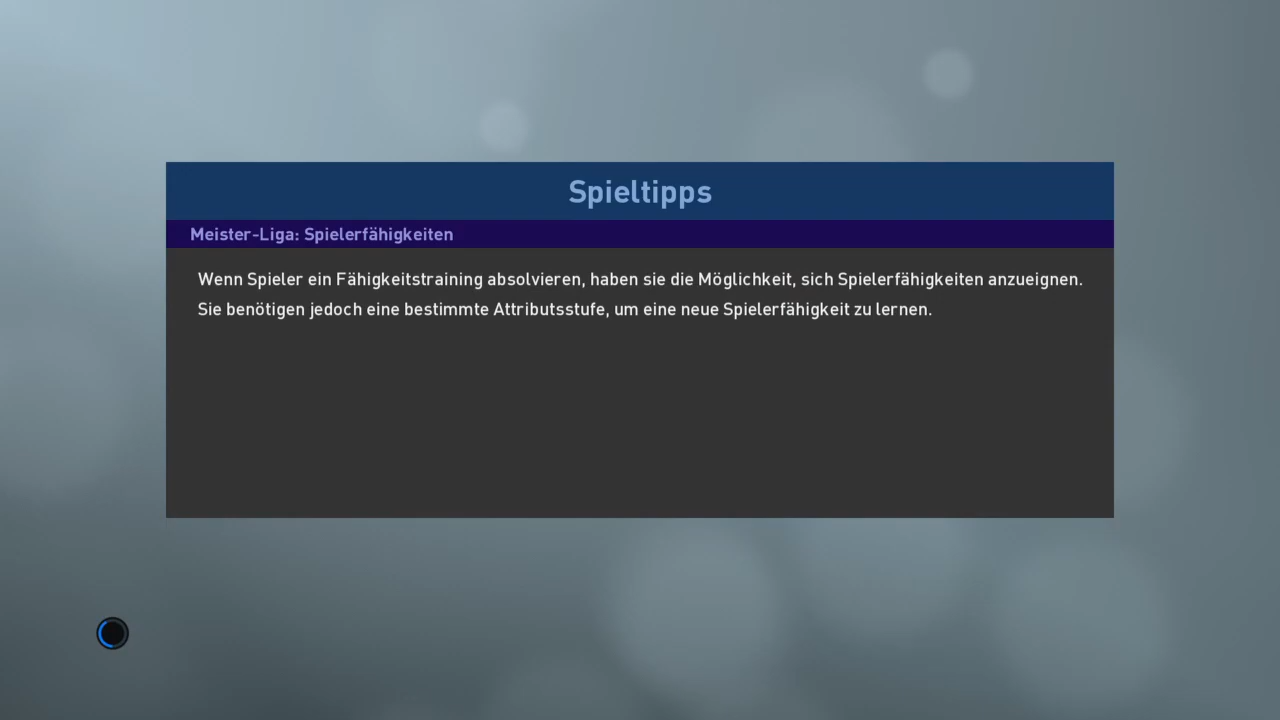 Spieltipps
Meister-Liga: Spielerfähigkeiten
Wenn Spieler ein Fähigkeitstraining absolvieren, haben sie die Möglichkeit, sich Spielerfähigkeiten anzueignen.
Sie benötigen jedoch eine bestimmte Attributsstufe, um eine neue Spielerfähigkeit zu lernen.